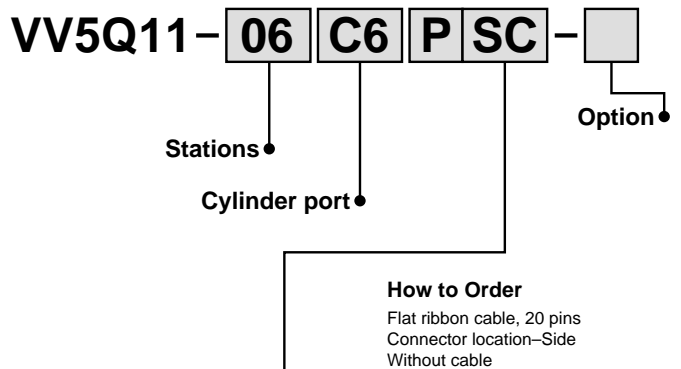 VV5Q11–06 C6 P SC –
Option
Stations
Cylinder port
How to Order
Flat ribbon cable, 20 pins
Connector location–Side
Without cable